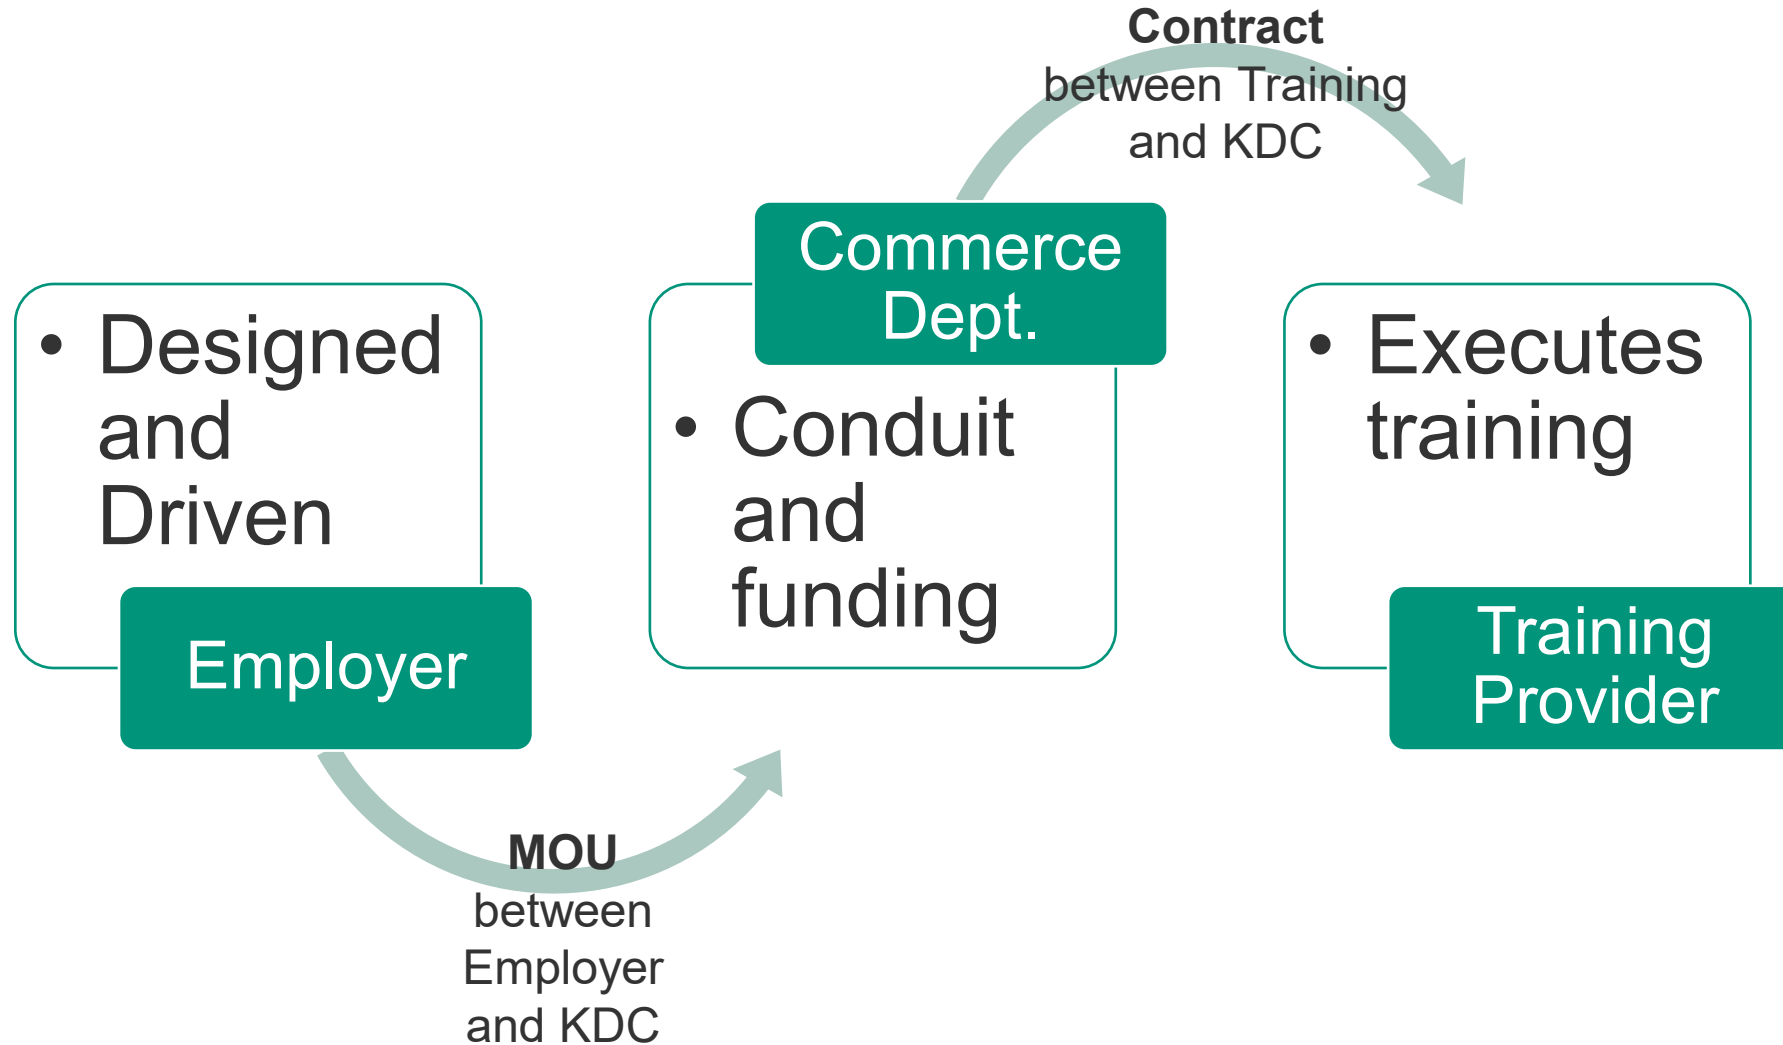 • Designed
and
Driven
Employer
MOU
between
Employer
and KDC
Commerce
Dept.
• Conduit
and
funding
Contract
between Training
and KDC
• Executes
training
Training
Provider